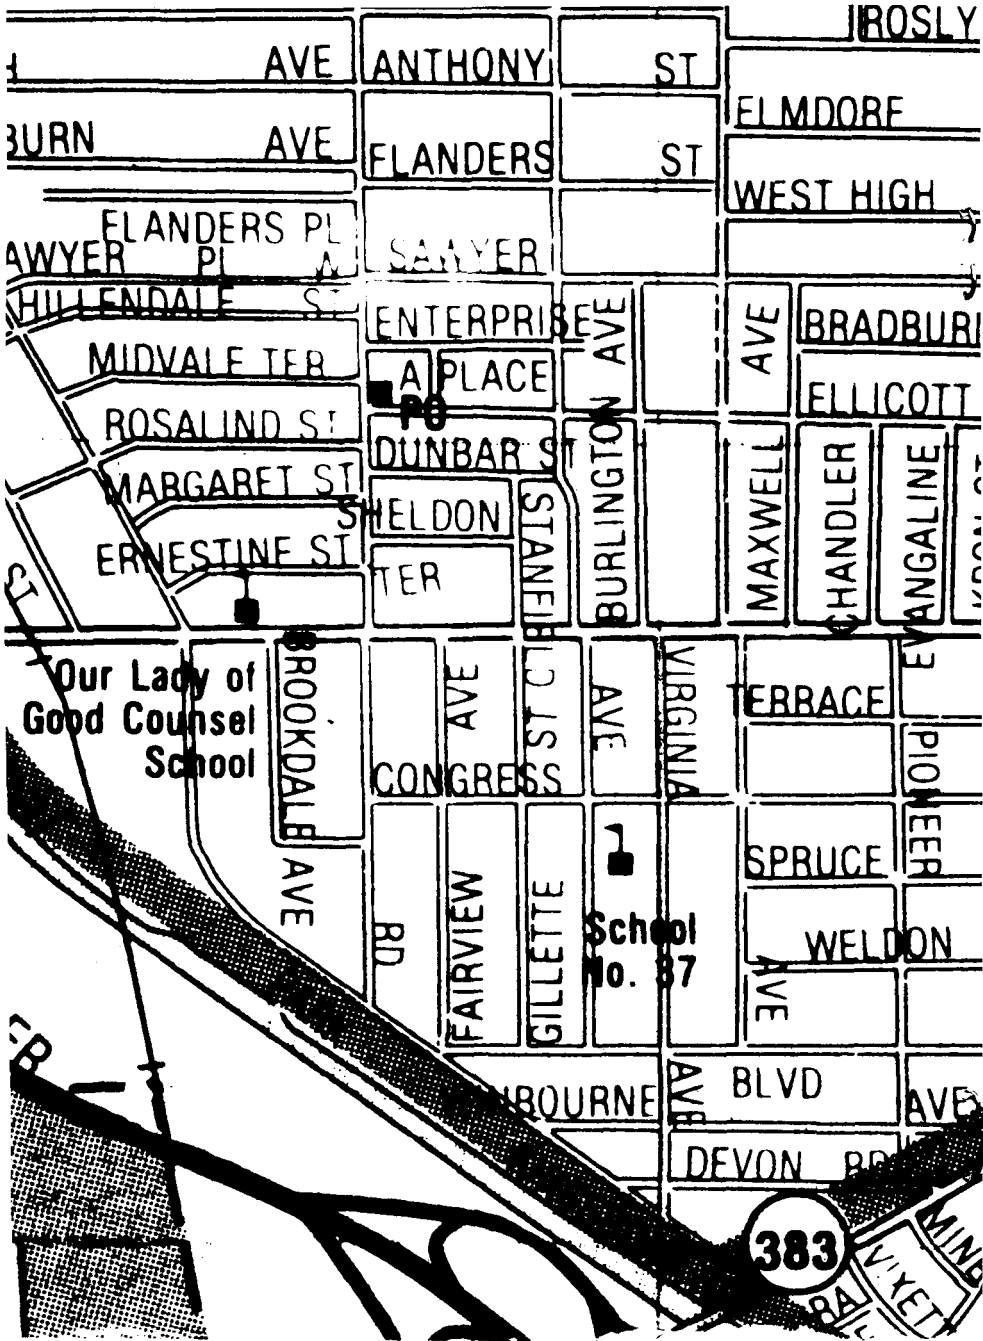 ROSLY
AVE ANTHONY ST
ELMDORF
BURN AVE FLANDERS ST
WEST HIGH
FLANDERS PL
AWYER PL SAWYER
HILLENDALE ST ENTERPRISE AVE AVE BRADBUR
MIDVALE TER A PLACE
PO
ELLICOTT
ROSALIND ST DUNBAR ST
MARGARET ST SHELDON
ERNESTINE ST TER
STANFIELD ST
BURLINGTON
MAXWELL
CHANDLER
VANGALINE
ST
Our Lady of
Good Counsel
School
BROOKDALE AVE
AVE
AVE
VIRGINIA
TERRACE
CONGRESS
PIONEER
SPRUCE
RD
FAIRVIEW
GILLETTE
School
No. 37
WELDON
AVE
BOURNE
AVE
BLVD
AVE
DEVON RD
383